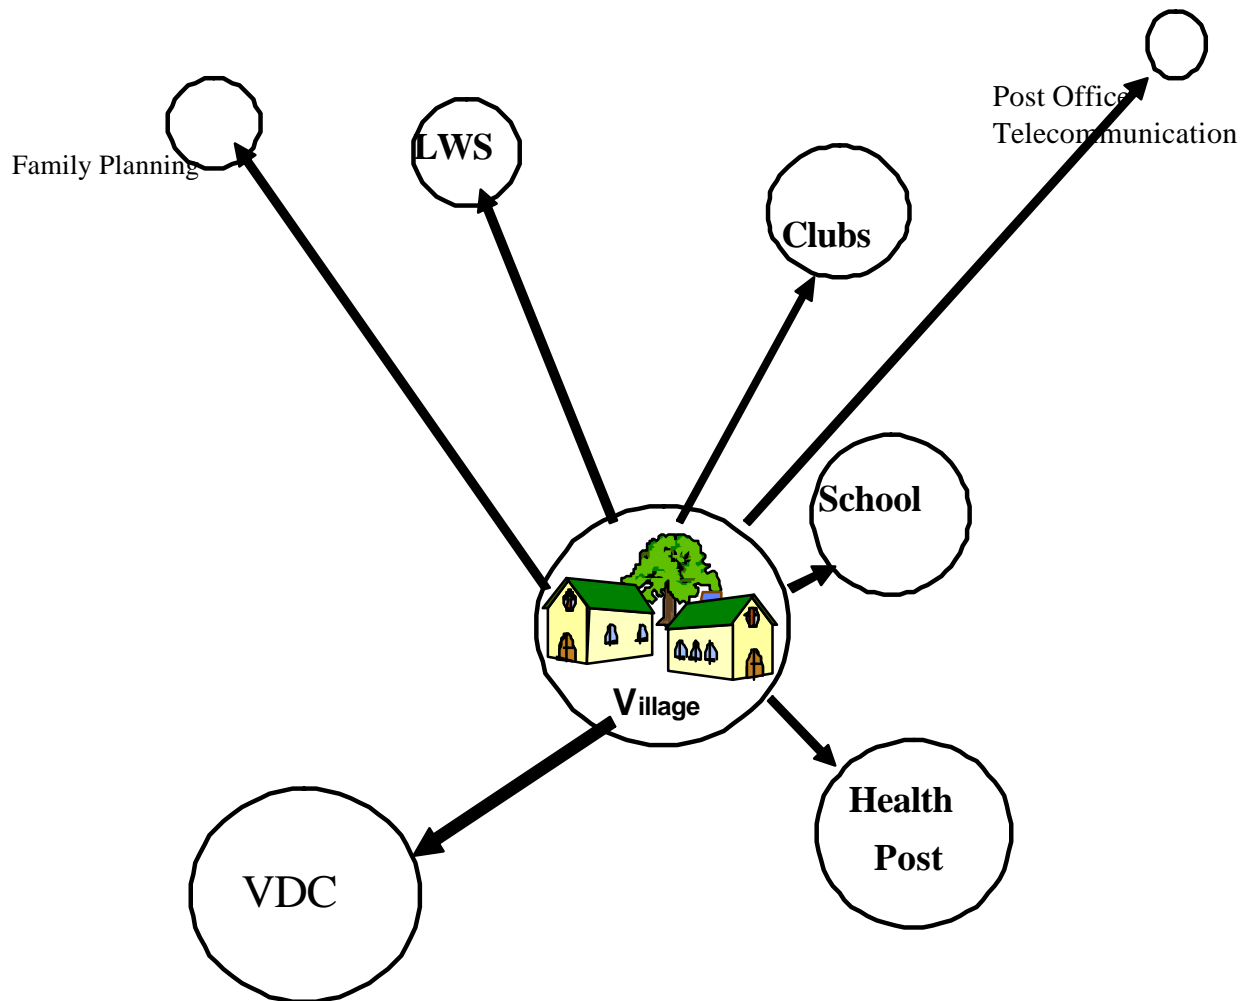 Post Office
Telecommunication
LWS
Family Planning
Clubs
School
Village
Health
Post
VDC